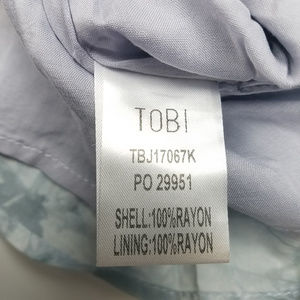 TOBI
TBJ17067K
PO 29951
SHELL:100%RAYON
LINING:100%RAYON